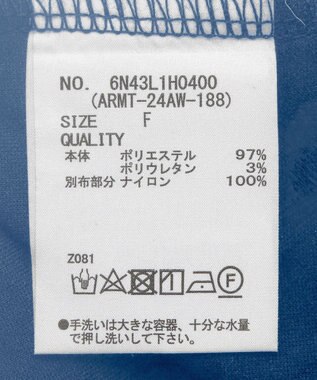 NO. 6N43L1H0400
(ARMT-24AW-188)
SIZE F
QUALITY
本体 ポリエステル 97%
ポリウレタン 3%
別布部分 ナイロン 100%
Z081
F
●手洗いは大きな容器、十分な水量
で押し洗いして下さい。